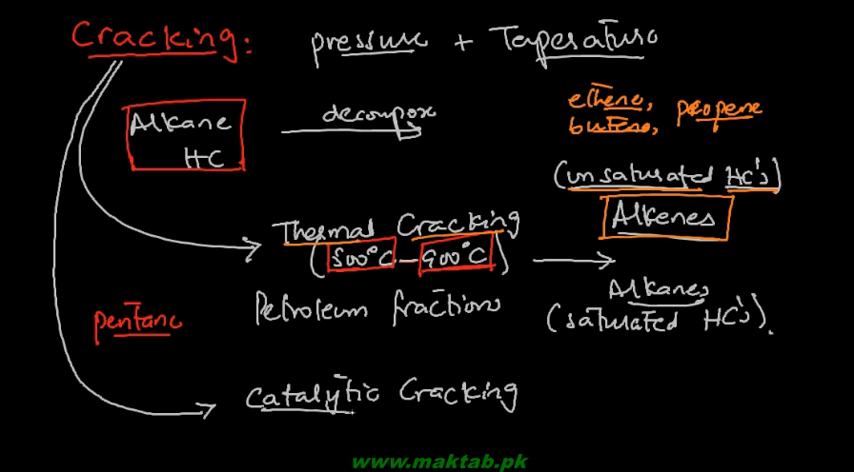 Cracking: pressure + Temperature
Alkane
HC
decompose
ethene, propene
butene,
(unsaturated HC's)
Alkenes
Thermal Cracking
(500°C - 900°C)
Petroleum fractions
Alkanes
(saturated HC's).
pentane
Catalytic Cracking
www.maktab.pk